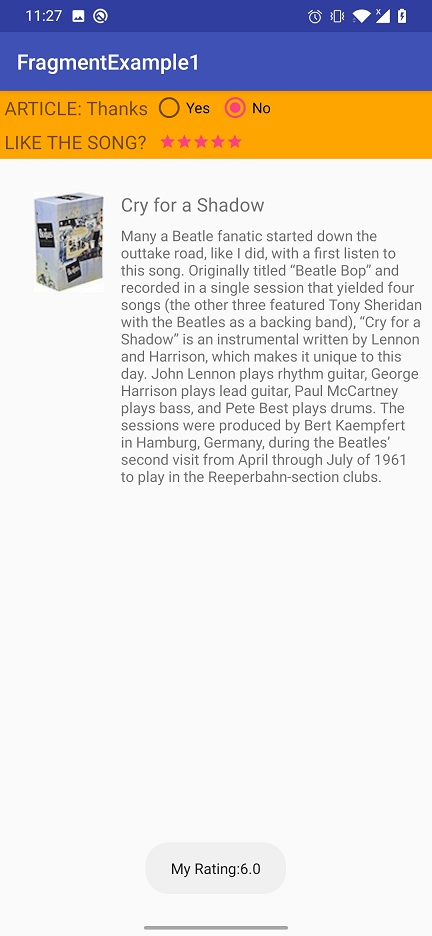 11:27
FragmentExample1
ARTICLE: Thanks Yes No
LIKE THE SONG?
Cry for a Shadow
Many a Beatle fanatic started down the
outtake road, like I did, with a first listen to
this song. Originally titled “Beatle Bop” and
recorded in a single session that yielded four
songs (the other three featured Tony Sheridan
with the Beatles as a backing band), “Cry for a
Shadow” is an instrumental written by Lennon
and Harrison, which makes it unique to this
day. John Lennon plays rhythm guitar, George
Harrison plays lead guitar, Paul McCartney
plays bass, and Pete Best plays drums. The
sessions were produced by Bert Kaempfert
in Hamburg, Germany, during the Beatles’
second visit from April through July of 1961
to play in the Reeperbahn-section clubs.
My Rating:6.0